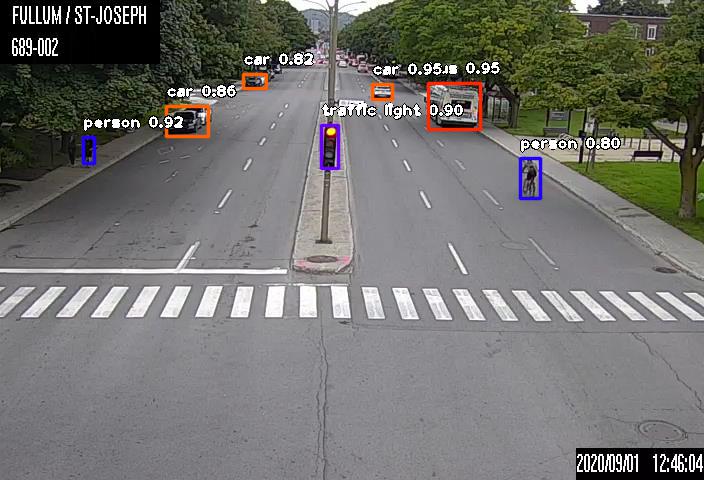 FULLUM / ST-JOSEPH
689-002
car 0.82
car 0.95us 0.95
car 0.86
traffic light 0.90
person 0.92
person 0.80
2020/09/01 12:46:04